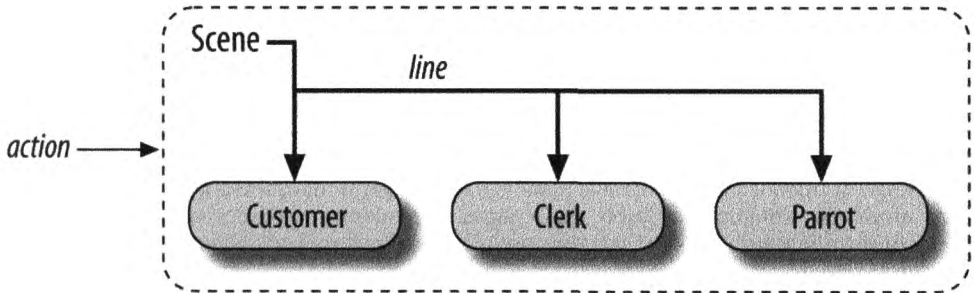 Scene
line
action
Customer
Clerk
Parrot